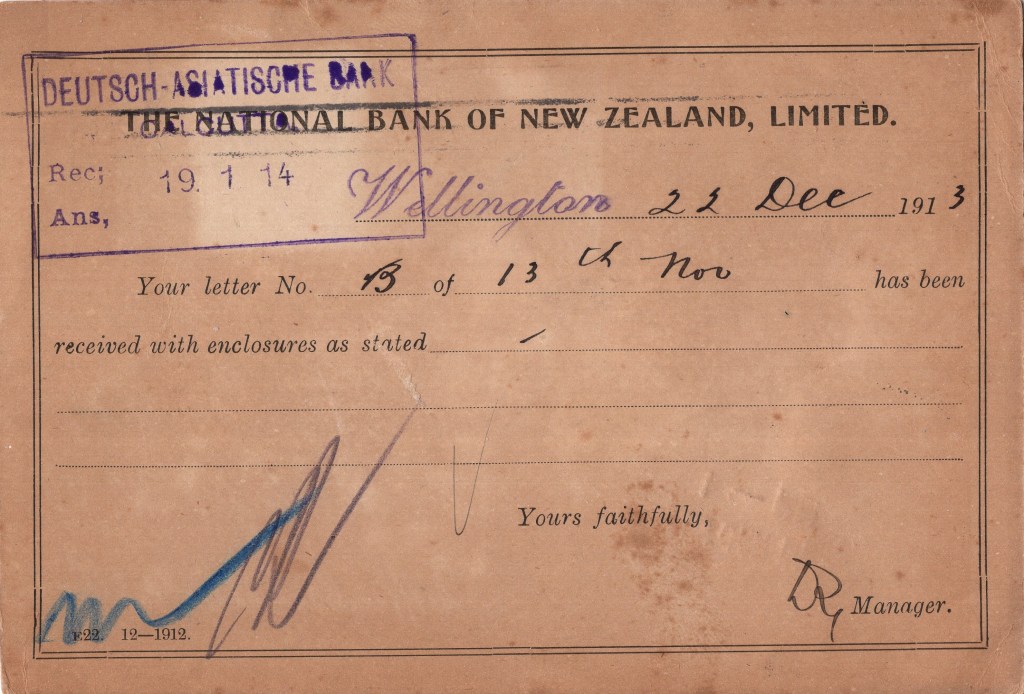 DEUTSCH-ASIATISCHE BANK
CALCUTTA
THE NATIONAL BANK OF NEW ZEALAND, LIMITED.
Rec; 19. 1 14
Ans,
Wellington 22 Dec 1913
Your letter No. B of 13th Nov has been
received with enclosures as stated
Yours faithfully,
Manager.
E22. 12—1912.